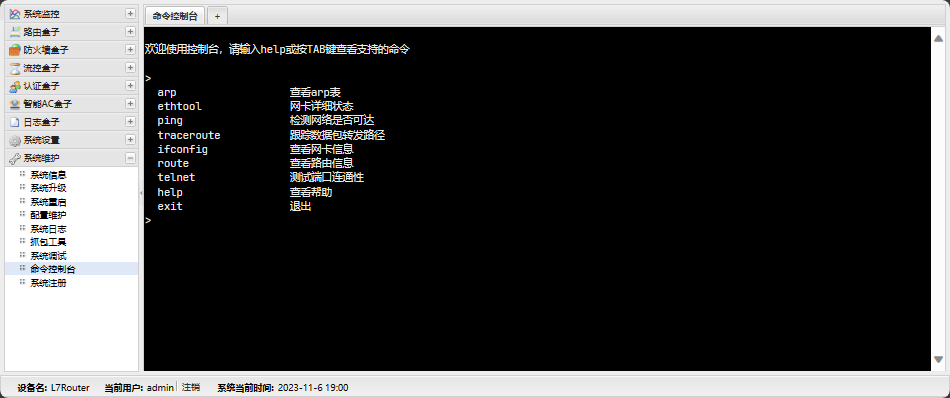 系统监控
路由盒子
防火墙盒子
流控盒子
认证盒子
智能AC盒子
日志盒子
系统设置
系统维护
系统信息
系统升级
系统重启
配置维护
系统日志
抓包工具
系统调试
命令控制台
系统注册
命令控制台 +
欢迎使用控制台, 请输入help或按TAB键查看支持的命令
>
arp 查看arp表
ethtool 网卡详细状态
ping 检测网络是否可达
traceroute 跟踪数据包转发路径
ifconfig 查看网卡信息
route 查看路由信息
telnet 测试端口连通性
help 查看帮助
exit 退出
>
设备名: L7Router 当前用户: admin 注销 系统当前时间: 2023-11-6 19:00